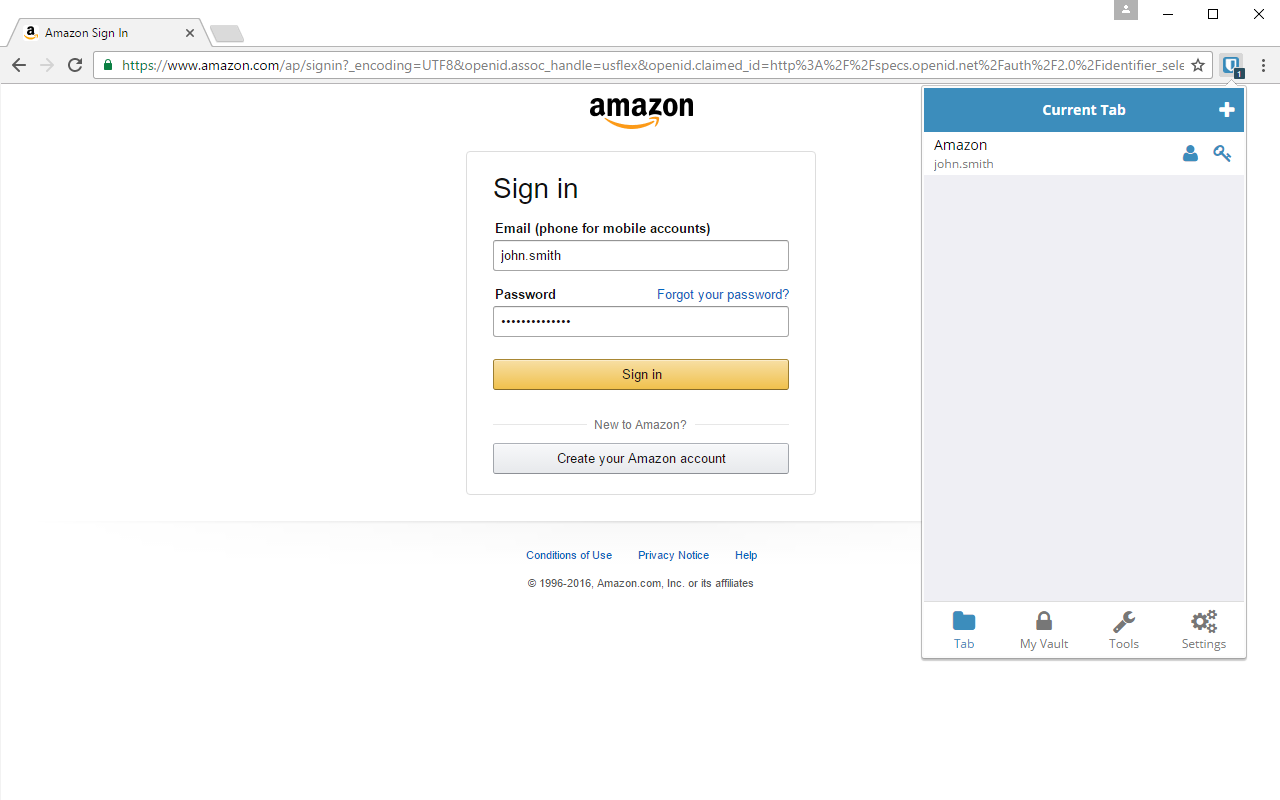 Amazon Sign In
https://www.amazon.com/ap/signin?_encoding=UTF8&openid.assoc_handle=usflex&openid.claimed_id=http%3A%2F%2Fspecs.openid.net%2Fauth%2F2.0%2Fidentifier_sele
1
amazon
Sign in
Email (phone for mobile accounts)
john.smith
Password Forgot your password?
••••••••••••••
Sign in
New to Amazon?
Create your Amazon account
Conditions of Use Privacy Notice Help
© 1996-2016, Amazon.com, Inc. or its affiliates
Current Tab
Amazon
john.smith
Tab My Vault Tools Settings